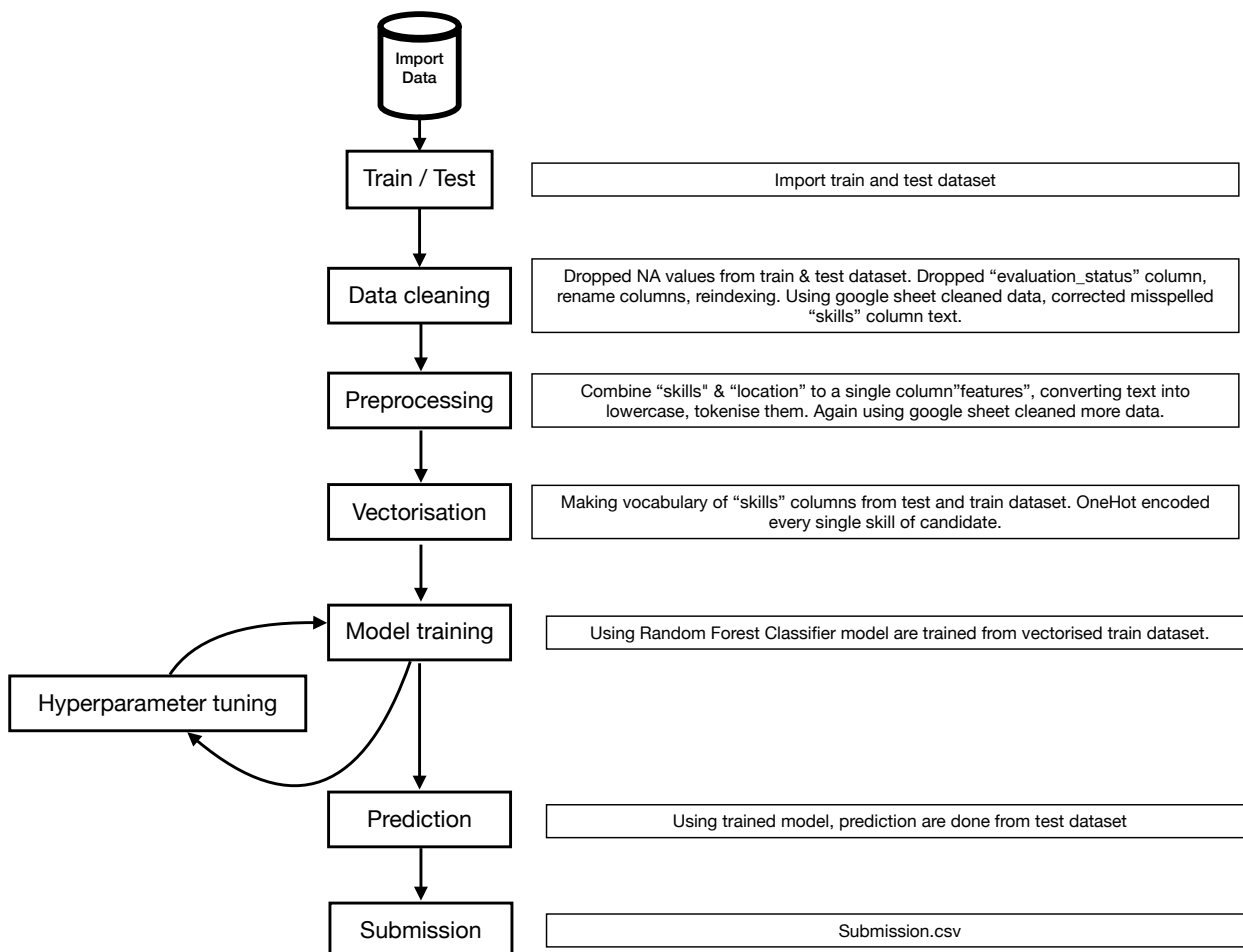 Import
Data
Train / Test
Import train and test dataset
Data cleaning
Dropped NA values from train & test dataset. Dropped “evaluation_status” column,
rename columns, reindexing. Using google sheet cleaned data, corrected misspelled
“skills” column text.
Preprocessing
Combine “skills" & “location” to a single column”features”, converting text into
lowercase, tokenise them. Again using google sheet cleaned more data.
Vectorisation
Making vocabulary of “skills” columns from test and train dataset. OneHot encoded
every single skill of candidate.
Model training
Using Random Forest Classifier model are trained from vectorised train dataset.
Hyperparameter tuning
Prediction
Using trained model, prediction are done from test dataset
Submission
Submission.csv